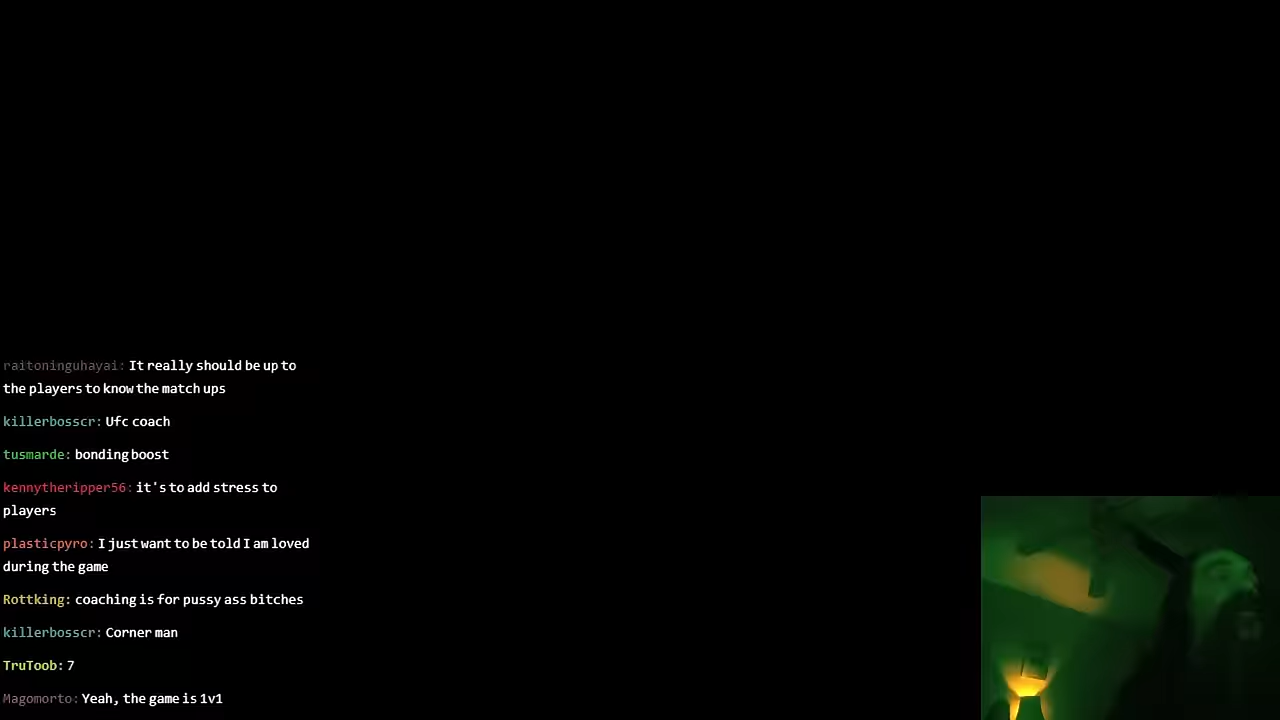 raitoninguhayai: It really should be up to
the players to know the match ups
killerbosscr: Ufc coach
tusmarde: bonding boost
kennytheripper56: it's to add stress to
players
plasticpyro: I just want to be told I am loved
during the game
Rottking: coaching is for pussy ass bitches
killerbosscr: Corner man
TruToob: 7
Magomorto: Yeah, the game is 1v1